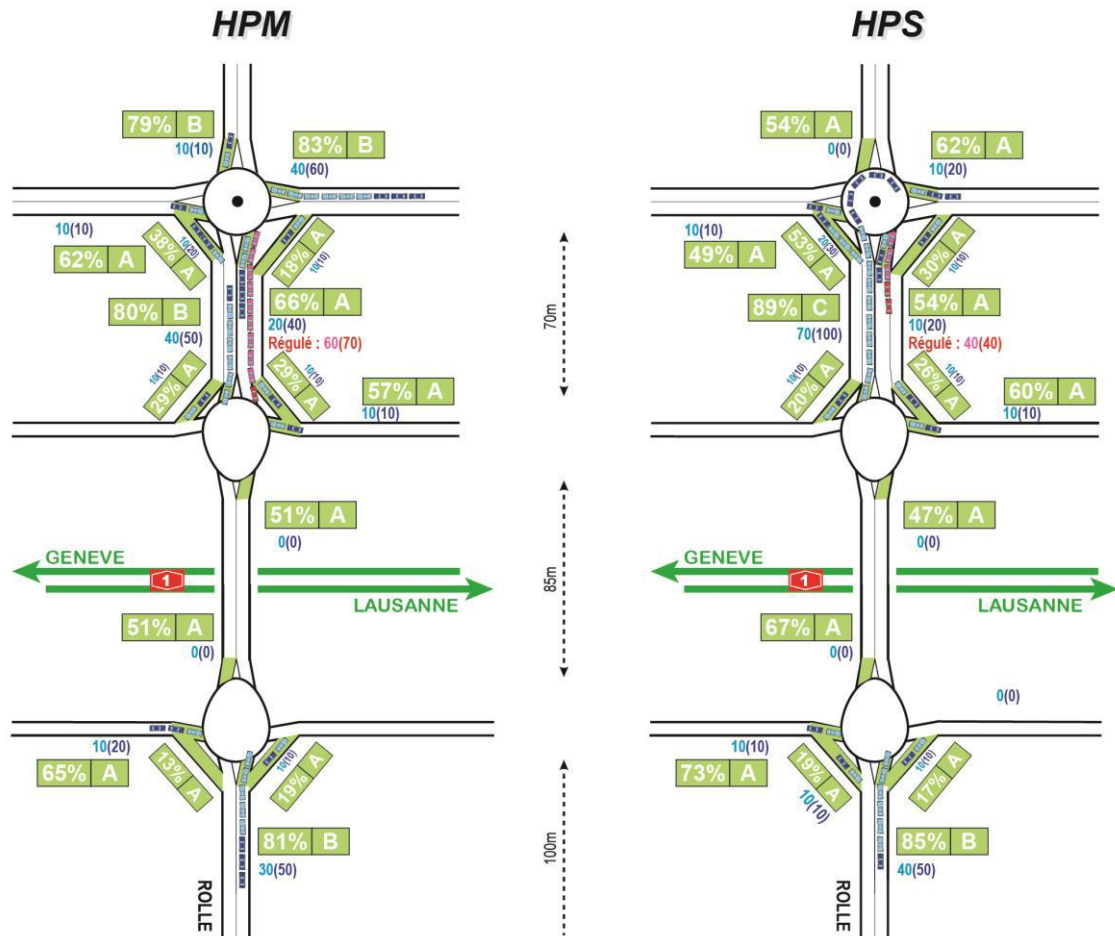 HPM
HPS
79% B
10(10)
83% B
40(60)
54% A
0(0)
62% A
10(20)
10(10)
62% A
38% A
10(20)
18% A
10(10)
80% B
40(50)
66% A
20(40)
Régulé : 60(70)
10(10)
29% A
10(10)
29% A
57% A
10(10)
70m
10(10)
49% A
53% A
20(30)
30% A
10(10)
89% C
70(100)
54% A
10(20)
Régulé : 40(40)
10(10)
20% A
10(10)
26% A
60% A
10(10)
51% A
0(0)
GENEVE
1
LAUSANNE
51% A
0(0)
85m
47% A
0(0)
GENEVE
1
LAUSANNE
67% A
0(0)
10(20)
65% A
13% A
10(10)
19% A
81% B
30(50)
ROLLE
100m
0(0)
10(10)
73% A
19% A
10(10)
10(10)
17% A
85% B
40(50)
ROLLE